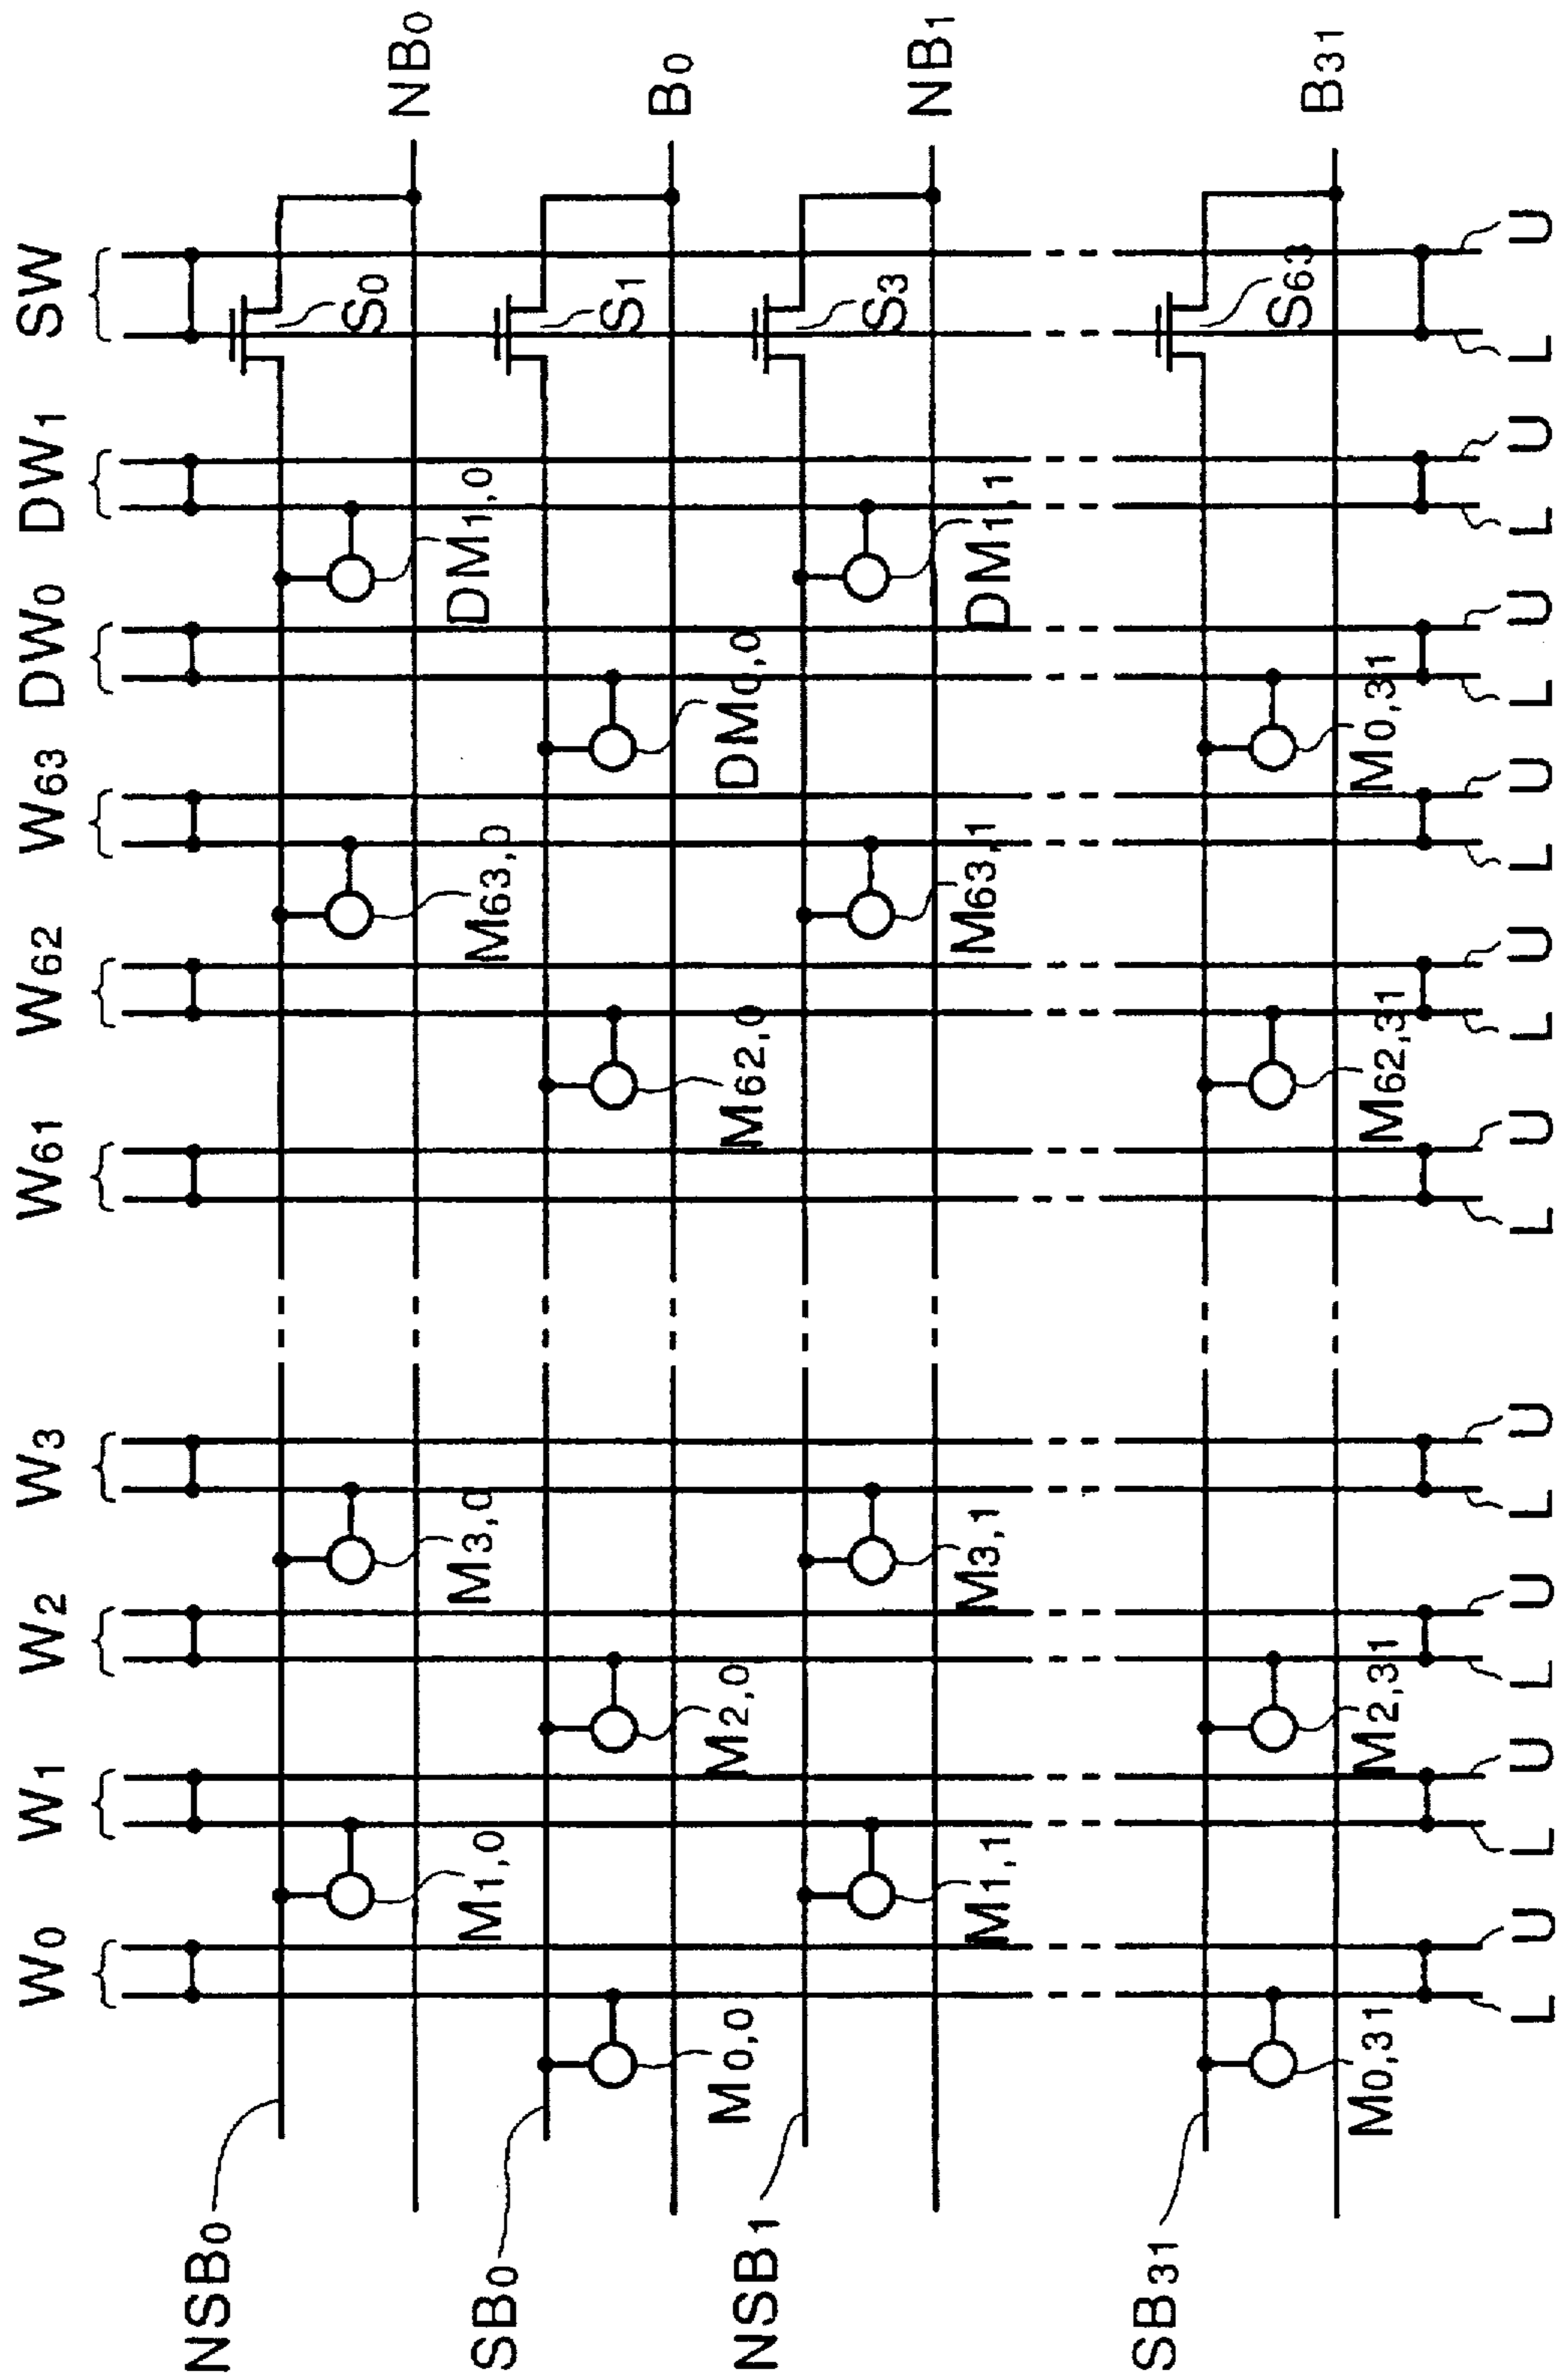 W0 W1 W2 W3 W61 W62 W63 DW0 DW1 SW
NSB0
M1,0 M3,0 M63,0 DM1,0 S0
NB0
SB0
M0,0 M2,0 M62,0 DM0,0 S1
B0
NSB1
M1,1 M3,1 M63,1 DM1,1 S3
NB1
SB31
M0,31 M2,31 M62,31 M0,31 S63
B31
L U L U L U L U L U L U L U L U L U L U